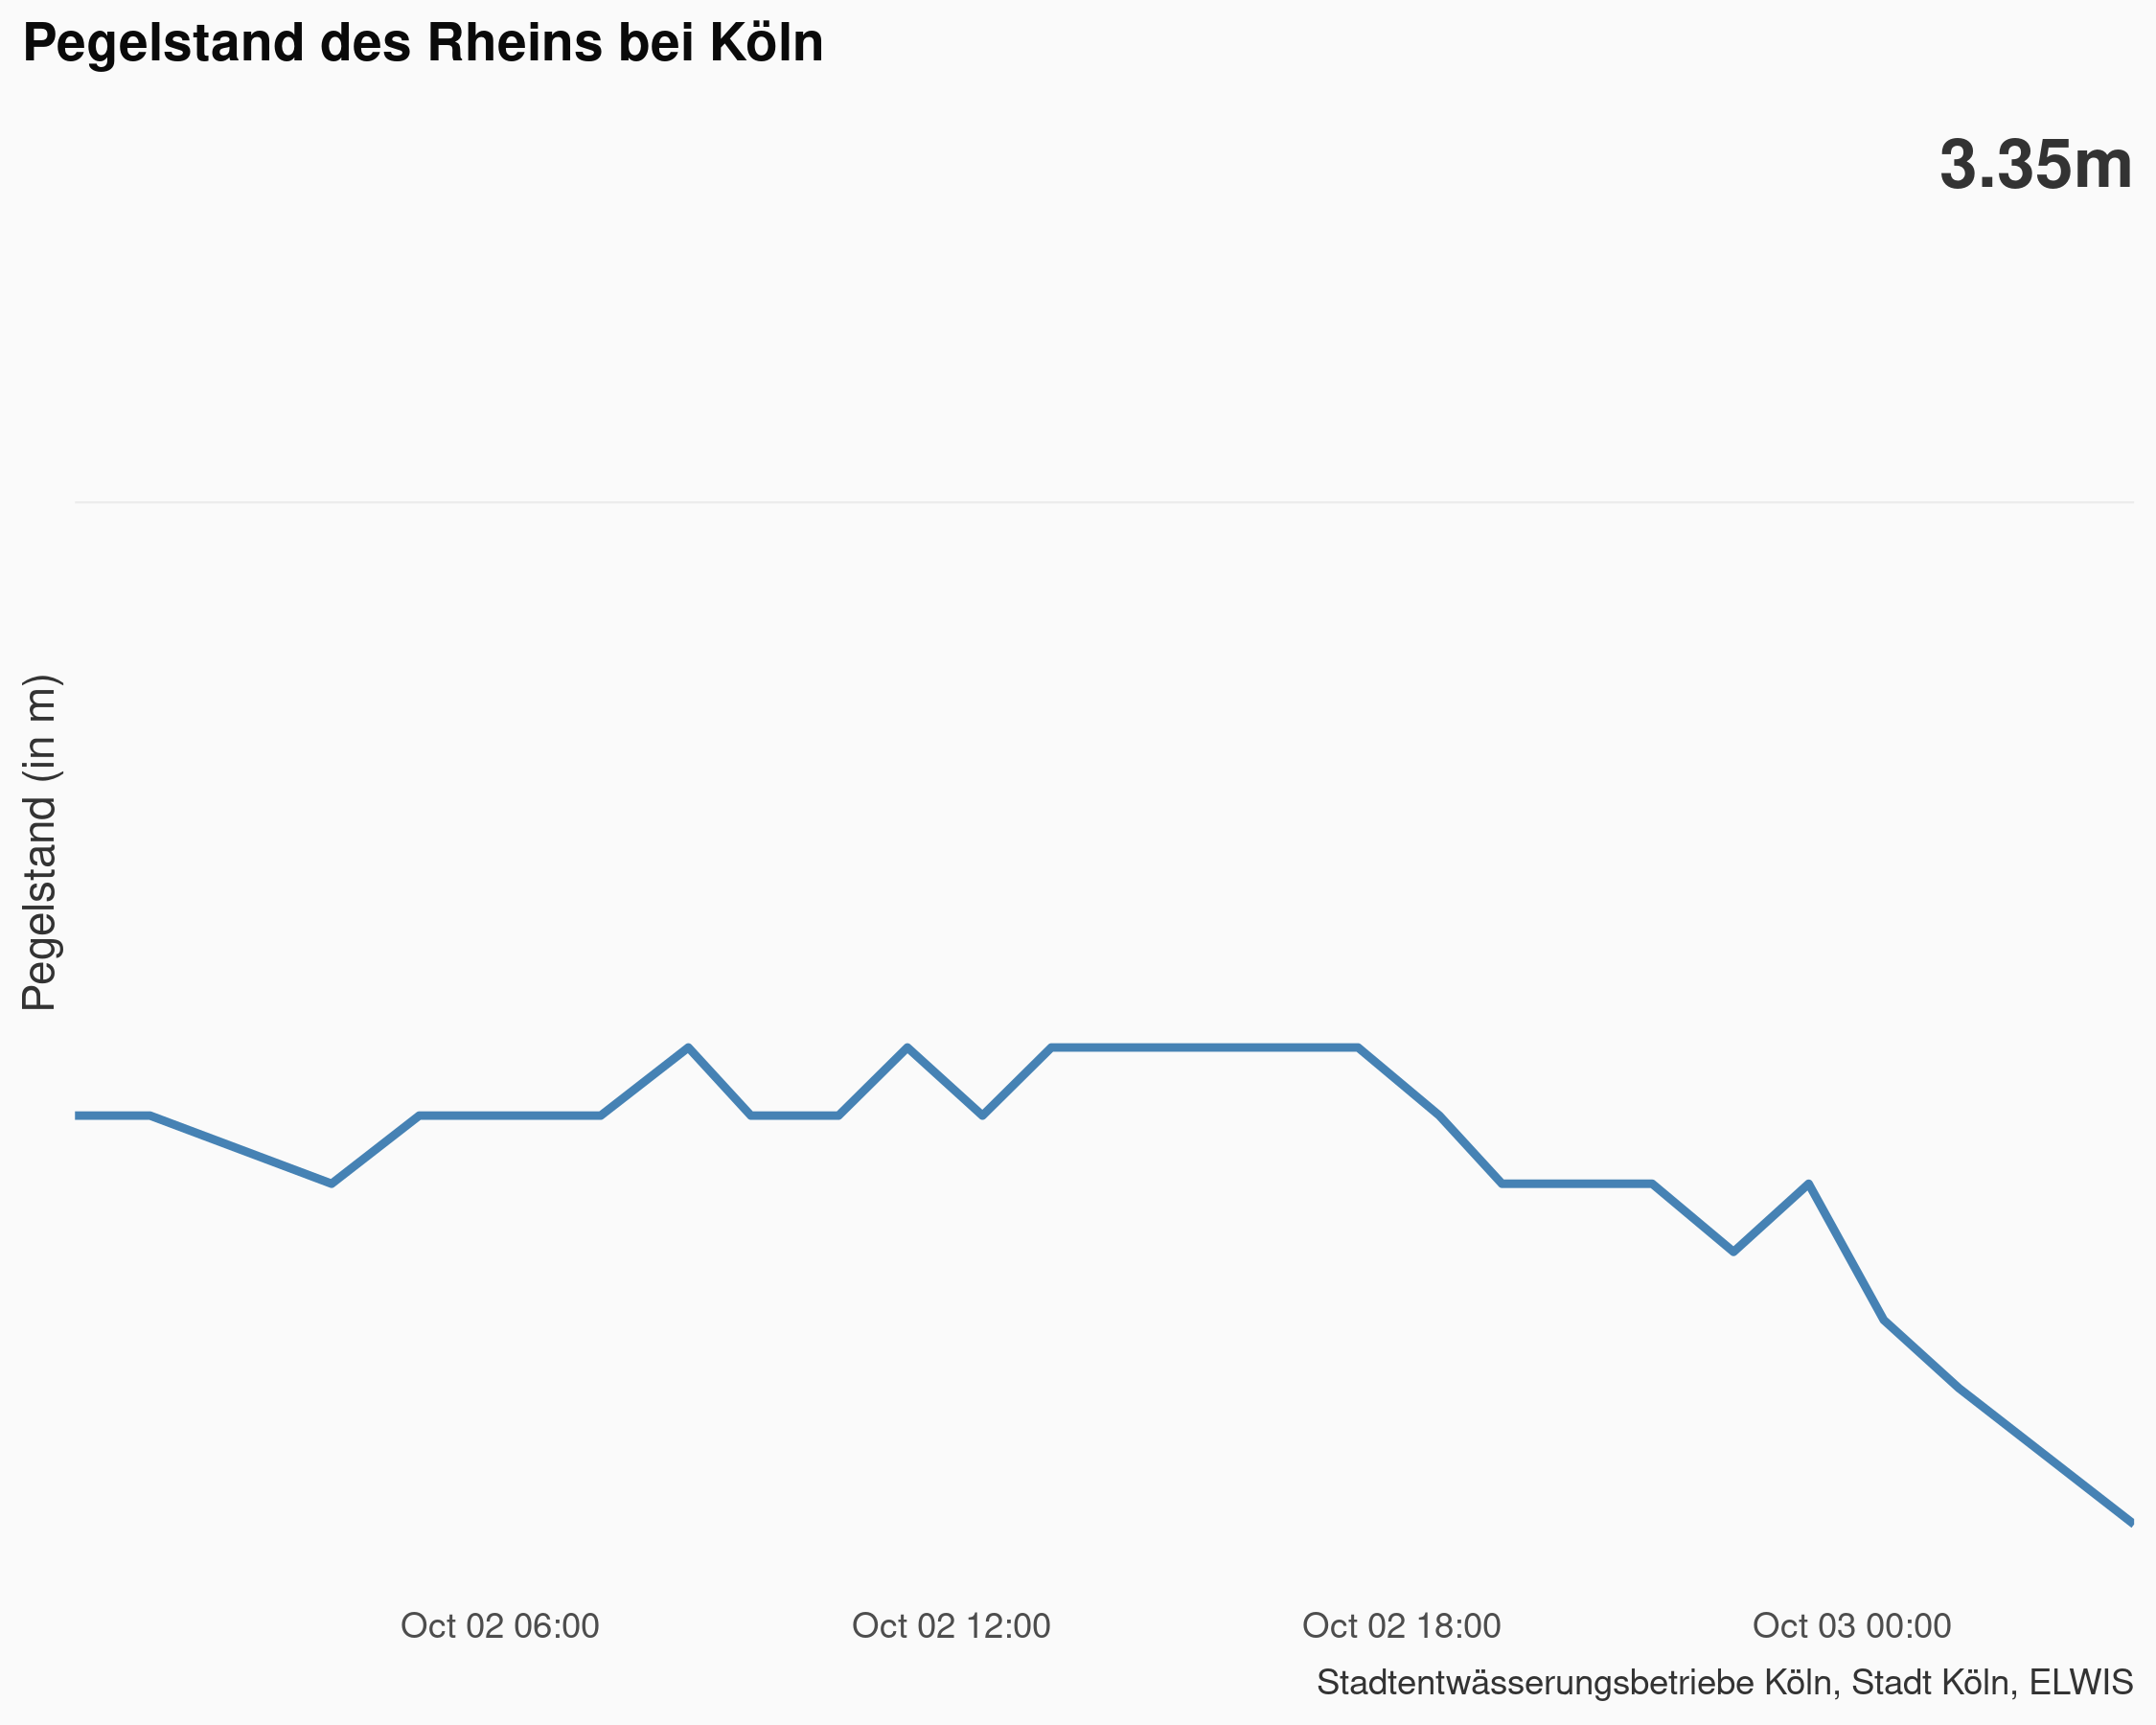 Pegelstand des Rheins bei Köln
3.35m
Pegelstand (in m)
Oct 02 06:00 Oct 02 12:00 Oct 02 18:00 Oct 03 00:00
Stadtentwässerungsbetriebe Köln, Stadt Köln, ELWIS